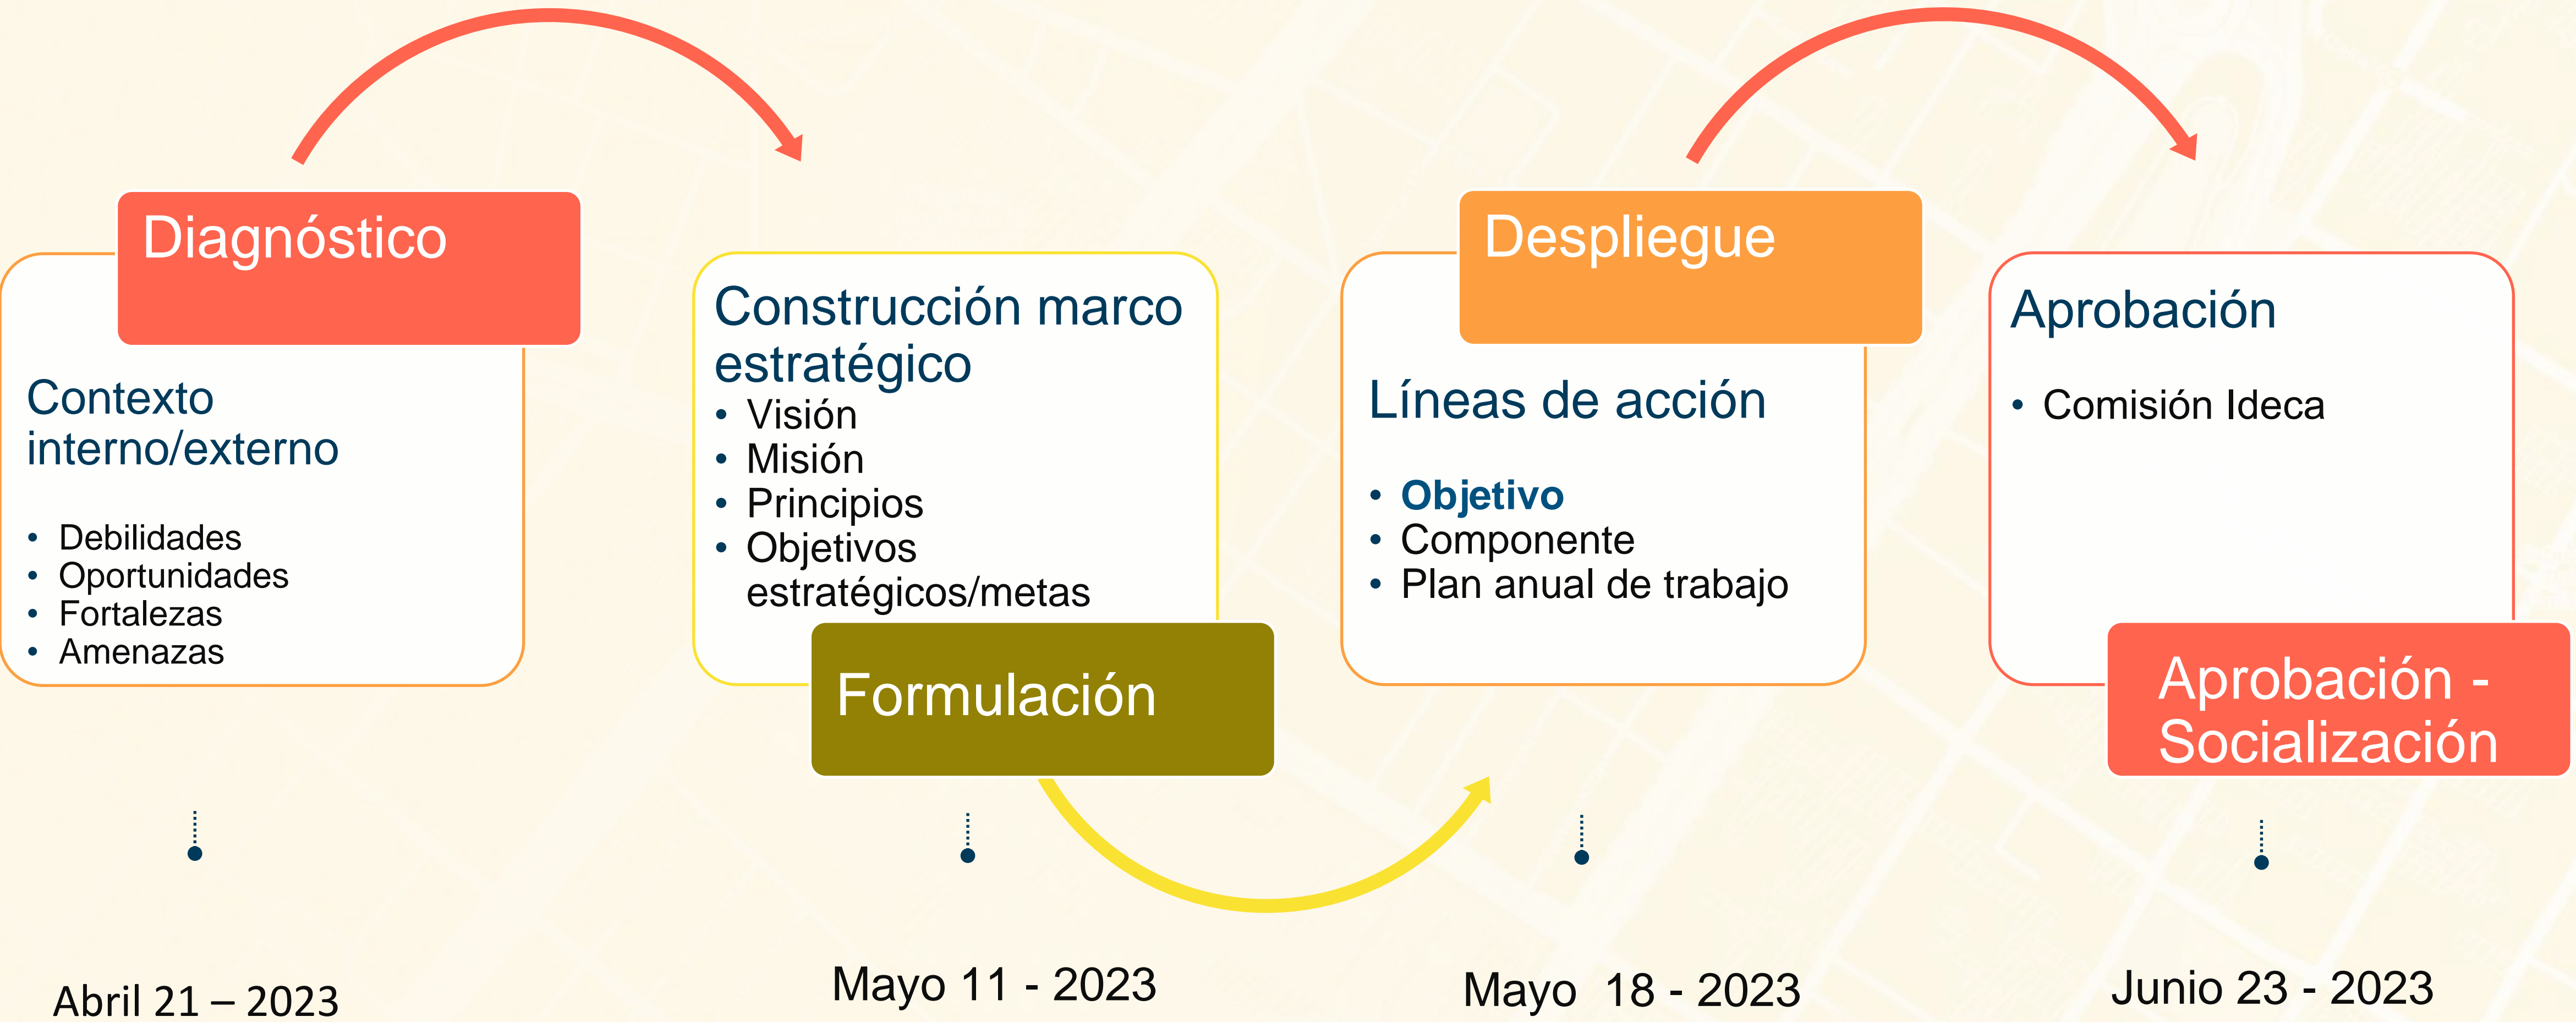 Diagnóstico
Contexto
interno/externo
• Debilidades
• Oportunidades
• Fortalezas
• Amenazas
Abril 21 – 2023
Construcción marco
estratégico
• Visión
• Misión
• Principios
• Objetivos
estratégicos/metas
Formulación
Mayo 11 - 2023
Despliegue
Líneas de acción
• Objetivo
• Componente
• Plan anual de trabajo
Mayo 18 - 2023
Aprobación
• Comisión Ideca
Aprobación -
Socialización
Junio 23 - 2023